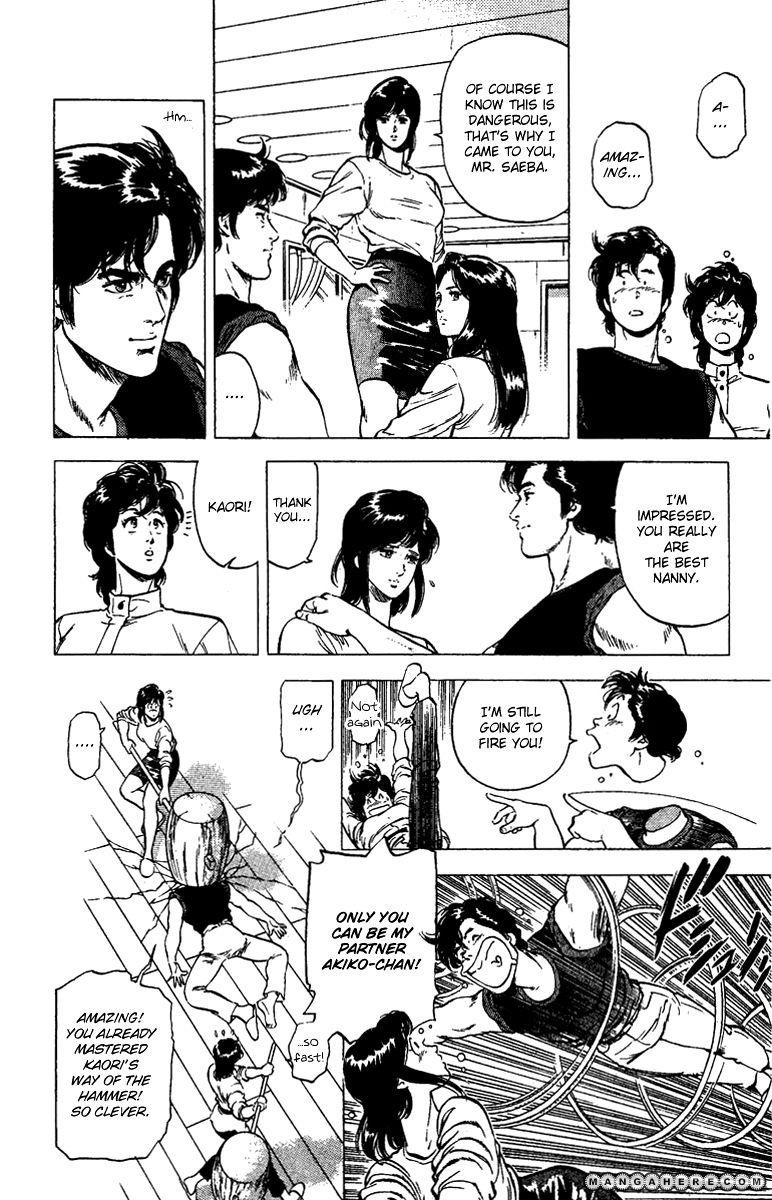 A-
...
AMAZ-
ING...
OF COURSE I
KNOW THIS IS
DANGEROUS,
THAT'S WHY I
CAME TO YOU,
MR. SAEBA.
....
Hm...
I'M
IMPRESSED.
YOU REALLY
ARE
THE BEST
NANNY.
THANK
YOU...
KAORI!
I'M STILL
GOING TO
FIRE YOU!
Not
again
UGH
...
....
ONLY YOU
CAN BE MY
PARTNER
AKIKO-CHAN!
...so
fast!
AMAZING!
YOU ALREADY
MASTERED
KAORI'S
WAY OF THE
HAMMER!
SO CLEVER.
MANGAHERE.COM